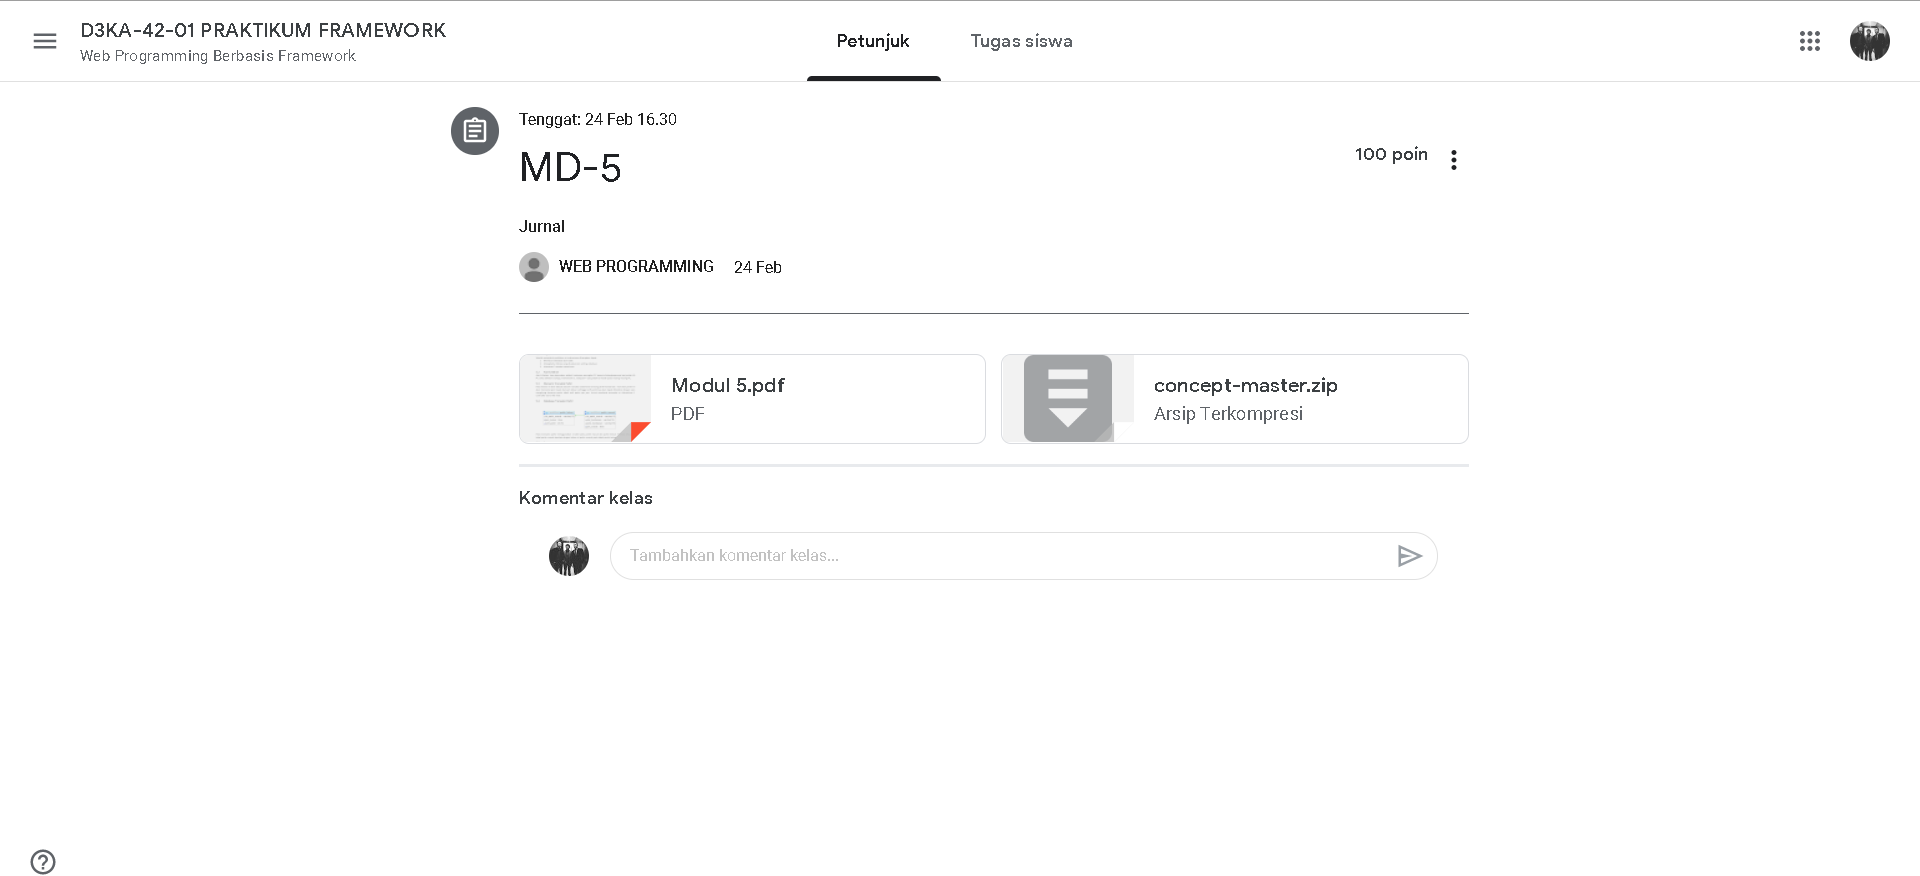 D3KA-42-01 PRAKTIKUM FRAMEWORK
Web Programming Berbasis Framework
Petunjuk
Tugas siswa
Tenggat: 24 Feb 16.30
MD-5
100 poin
Jurnal
WEB PROGRAMMING 24 Feb
Modul 5.pdf
PDF
concept-master.zip
Arsip Terkompresi
Komentar kelas
Tambahkan komentar kelas...